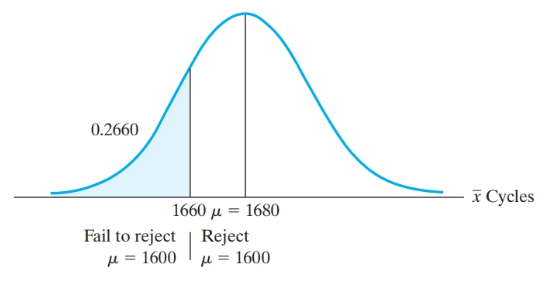 0.2660
x̅ Cycles
1660 μ = 1680
Fail to reject | Reject
μ = 1600 | μ = 1600